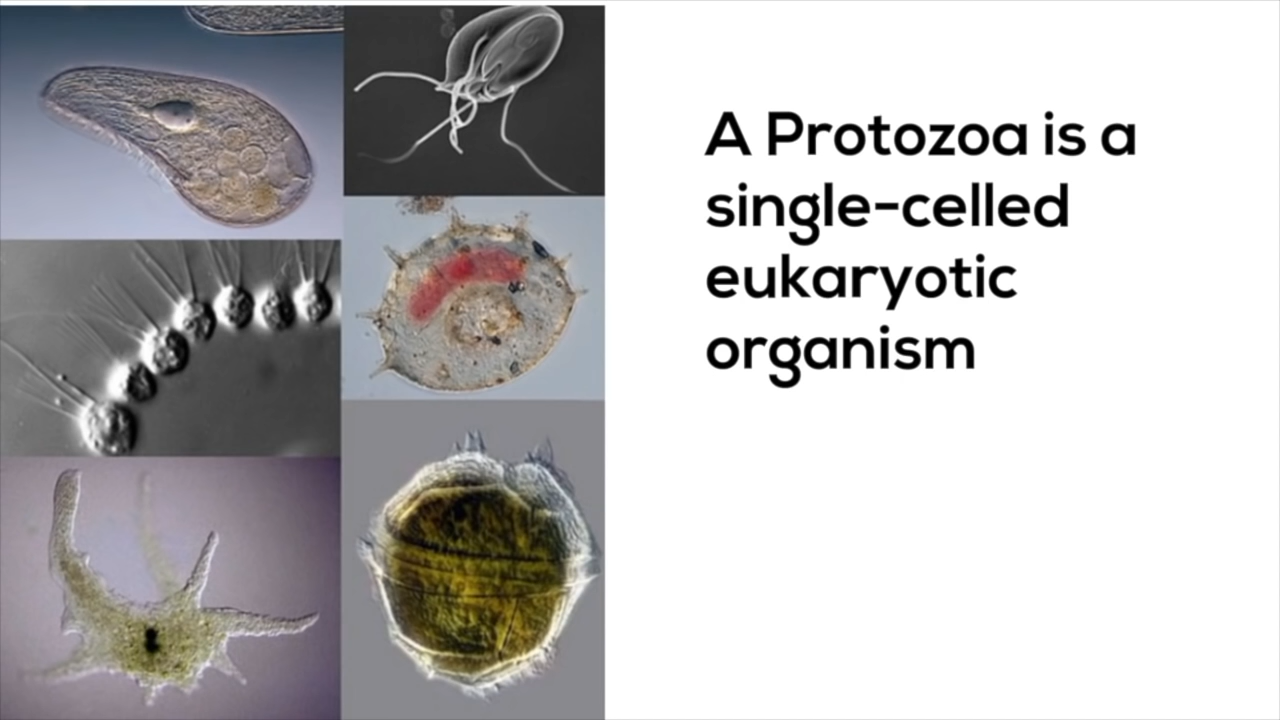 A Protozoa is a
single-celled
eukaryotic
organism